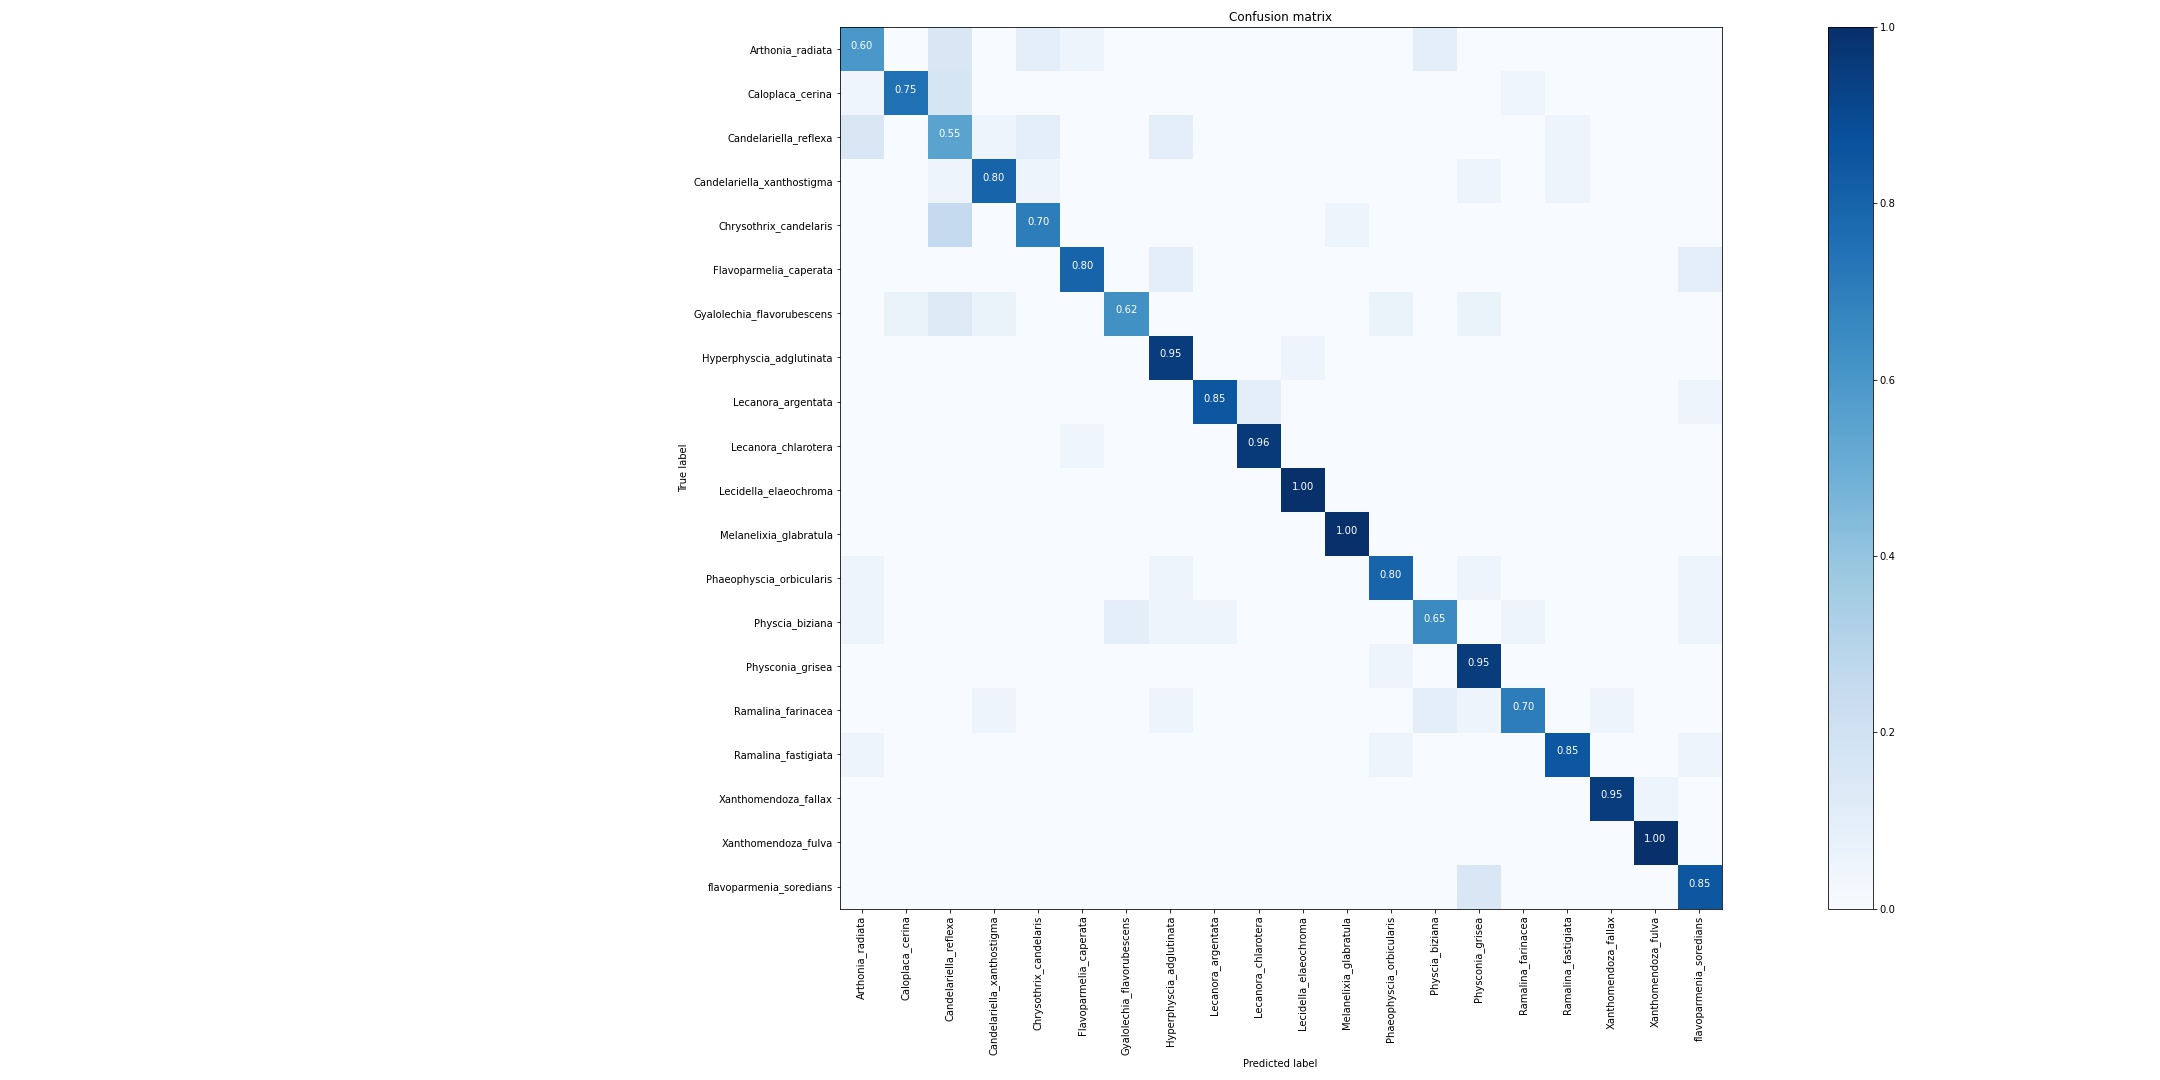 Confusion matrix
Arthonia_radiata
Caloplaca_cerina
Candelariella_reflexa
Candelariella_xanthostigma
Chrysothrix_candelaris
Flavoparmelia_caperata
Gyalolechia_flavorubescens
Hyperphyscia_adglutinata
Lecanora_argentata
Lecanora_chlarotera
Lecidella_elaeochroma
Melanelixia_glabratula
Phaeophyscia_orbicularis
Physcia_biziana
Physconia_grisea
Ramalina_farinacea
Ramalina_fastigiata
Xanthomendoza_fallax
Xanthomendoza_fulva
flavoparmenia_soredians
True label
0.60
0.75
0.55
0.80
0.70
0.80
0.62
0.95
0.85
0.96
1.00
1.00
0.80
0.65
0.95
0.70
0.85
0.95
1.00
0.85
1.0
0.8
0.6
0.4
0.2
0.0
Arthonia_radiata
Caloplaca_cerina
Candelariella_reflexa
Candelariella_xanthostigma
Chrysothrix_candelaris
Flavoparmelia_caperata
Gyalolechia_flavorubescens
Hyperphyscia_adglutinata
Lecanora_argentata
Lecanora_chlarotera
Lecidella_elaeochroma
Melanelixia_glabratula
Phaeophyscia_orbicularis
Physcia_biziana
Physconia_grisea
Ramalina_farinacea
Ramalina_fastigiata
Xanthomendoza_fallax
Xanthomendoza_fulva
flavoparmenia_soredians
Predicted label